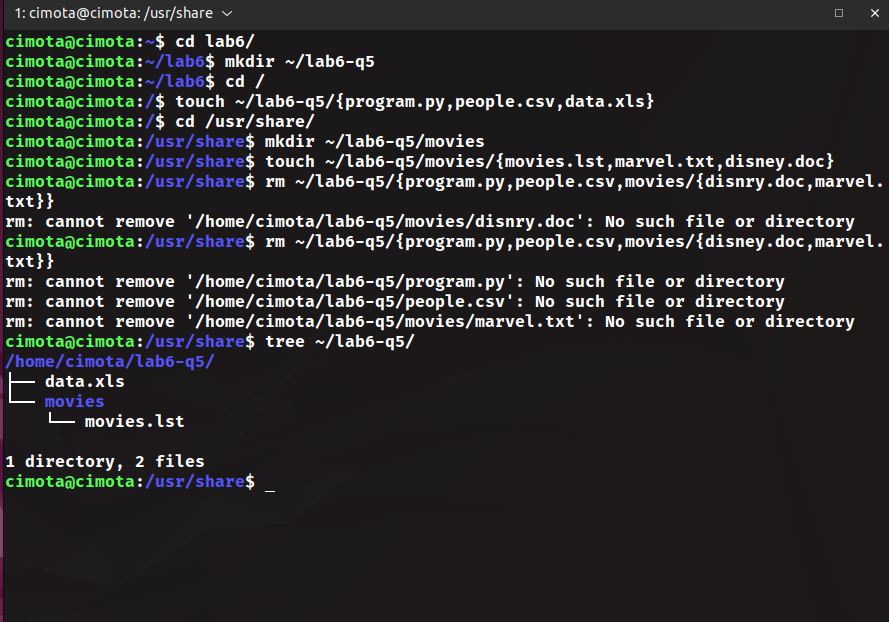 1: cimota@cimota: /usr/share
cimota@cimota:~$ cd lab6/
cimota@cimota:~/lab6$ mkdir ~/lab6-q5
cimota@cimota:~/lab6$ cd /
cimota@cimota:/$ touch ~/lab6-q5/{program.py,people.csv,data.xls}
cimota@cimota:/$ cd /usr/share/
cimota@cimota:/usr/share$ mkdir ~/lab6-q5/movies
cimota@cimota:/usr/share$ touch ~/lab6-q5/movies/{movies.lst,marvel.txt,disney.doc}
cimota@cimota:/usr/share$ rm ~/lab6-q5/{program.py,people.csv,movies/{disnry.doc,marvel.
txt}}
rm: cannot remove '/home/cimota/lab6-q5/movies/disnry.doc': No such file or directory
cimota@cimota:/usr/share$ rm ~/lab6-q5/{program.py,people.csv,movies/{disney.doc,marvel.
txt}}
rm: cannot remove '/home/cimota/lab6-q5/program.py': No such file or directory
rm: cannot remove '/home/cimota/lab6-q5/people.csv': No such file or directory
rm: cannot remove '/home/cimota/lab6-q5/movies/marvel.txt': No such file or directory
cimota@cimota:/usr/share$ tree ~/lab6-q5/
/home/cimota/lab6-q5/
├── data.xls
└── movies
    └── movies.lst
1 directory, 2 files
cimota@cimota:/usr/share$ _